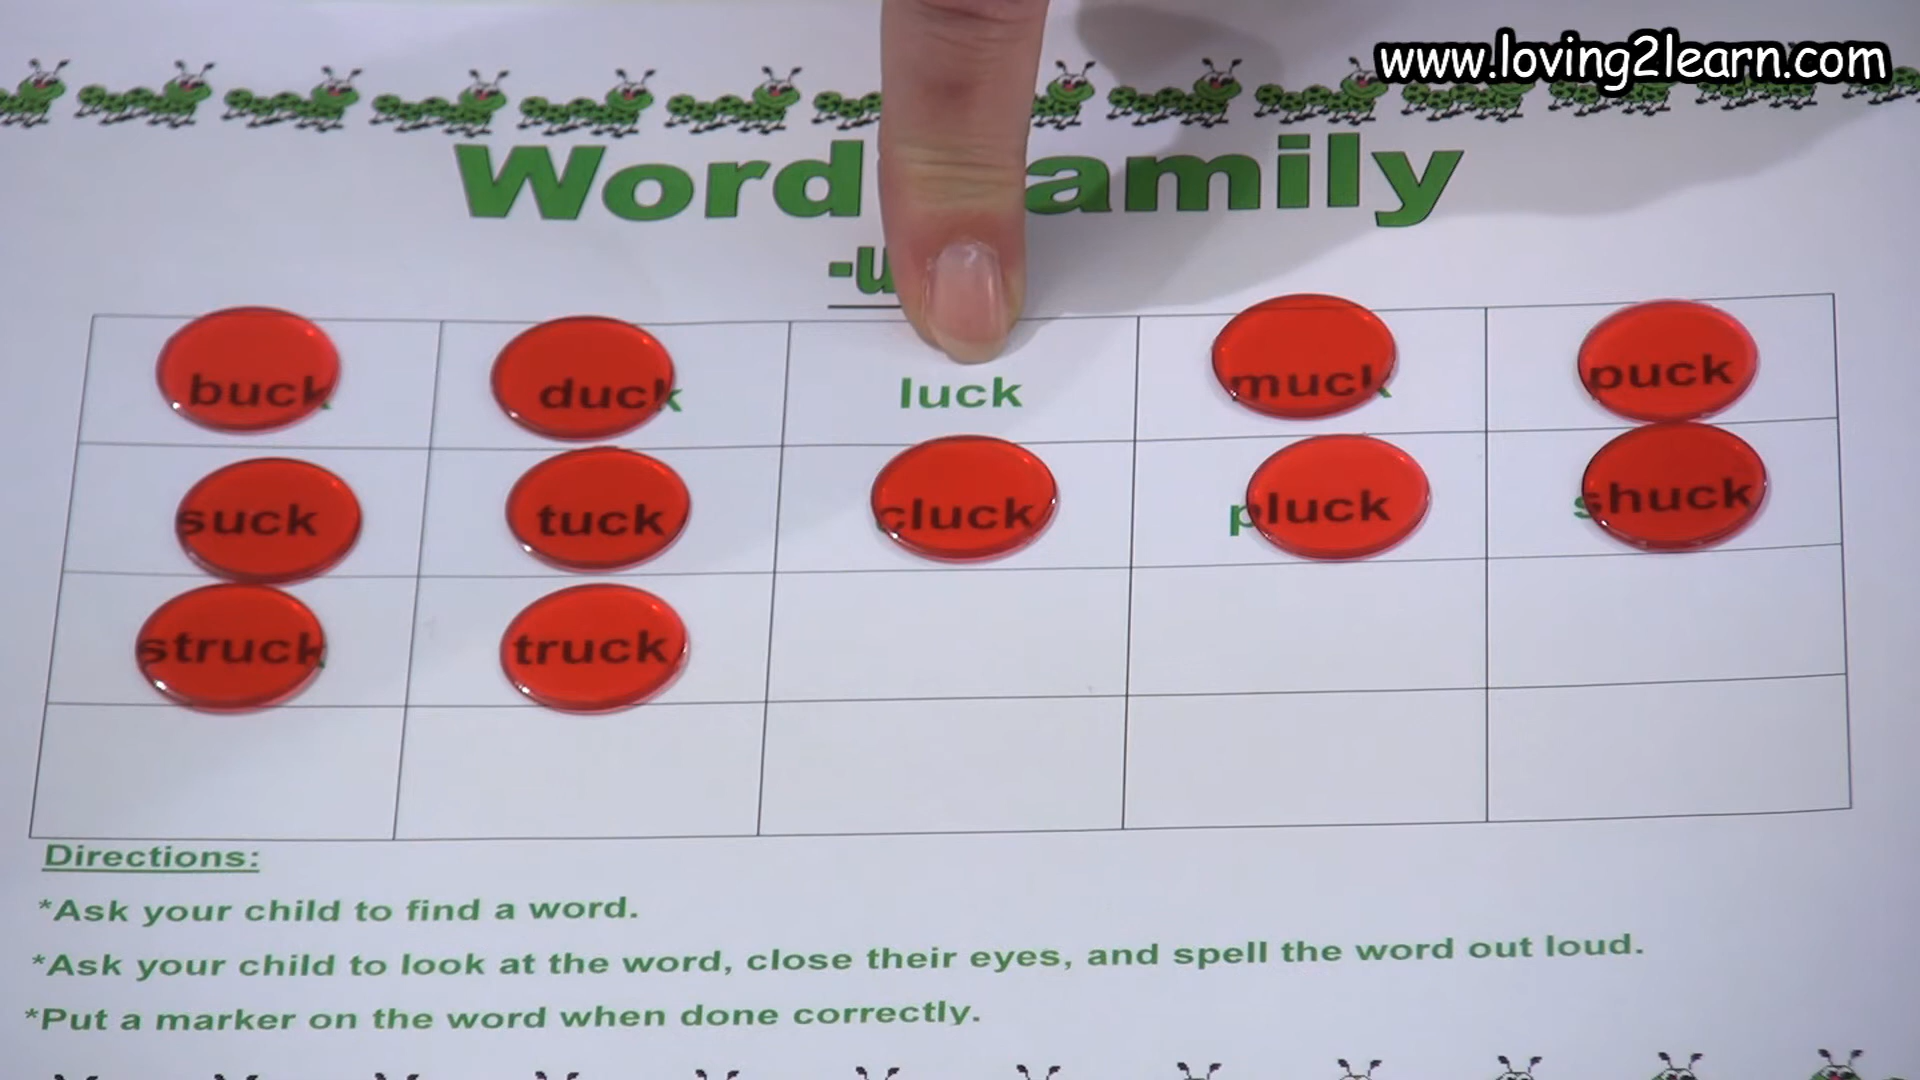 www.loving2learn.com
Word amily
-u
buck duck luck muck puck
suck tuck cluck pluck shuck
struck truck
Directions:
*Ask your child to find a word.
*Ask your child to look at the word, close their eyes, and spell the word out loud.
*Put a marker on the word when done correctly.